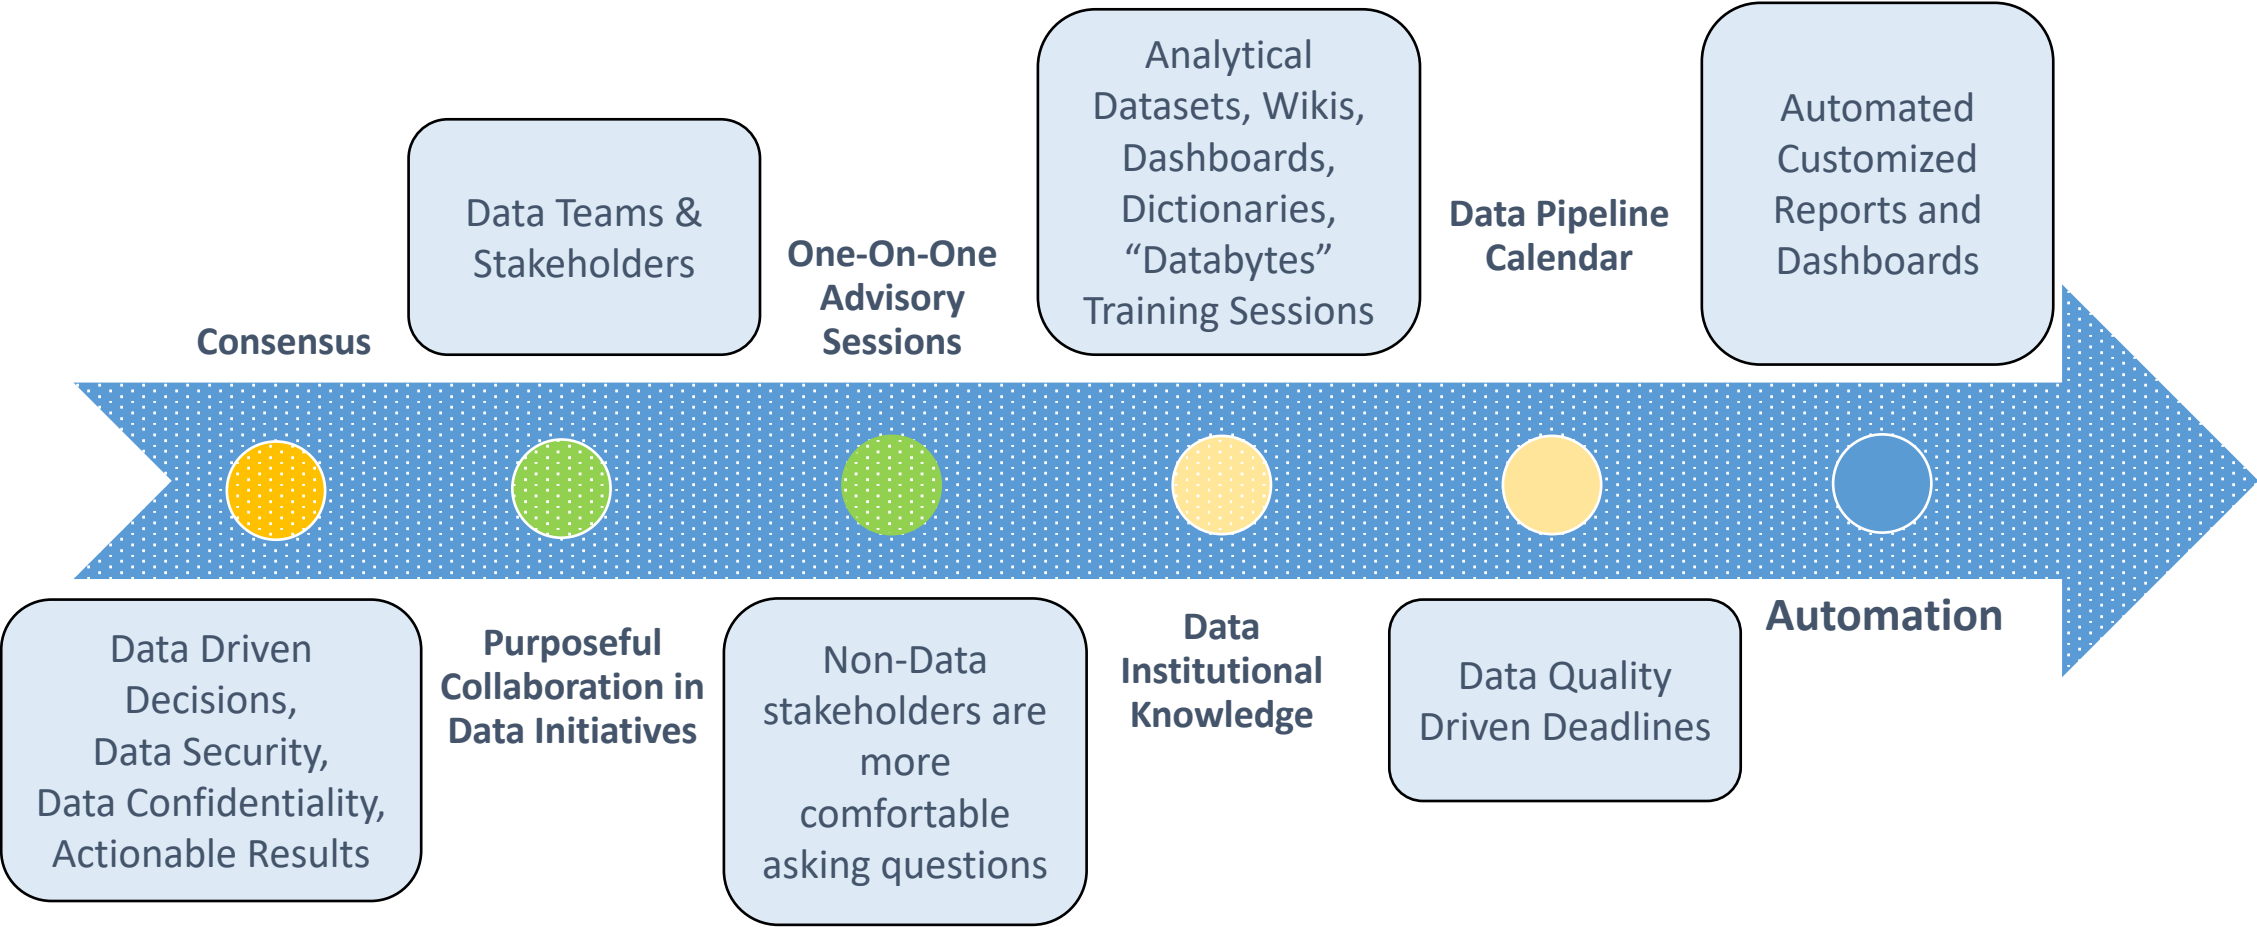 Consensus
Data Driven
Decisions,
Data Security,
Data Confidentiality,
Actionable Results
Data Teams &
Stakeholders
Purposeful
Collaboration in
Data Initiatives
One-On-One
Advisory
Sessions
Non-Data
stakeholders are
more
comfortable
asking questions
Analytical
Datasets, Wikis,
Dashboards,
Dictionaries,
“Databytes”
Training Sessions
Data
Institutional
Knowledge
Data Pipeline
Calendar
Data Quality
Driven Deadlines
Automated
Customized
Reports and
Dashboards
Automation